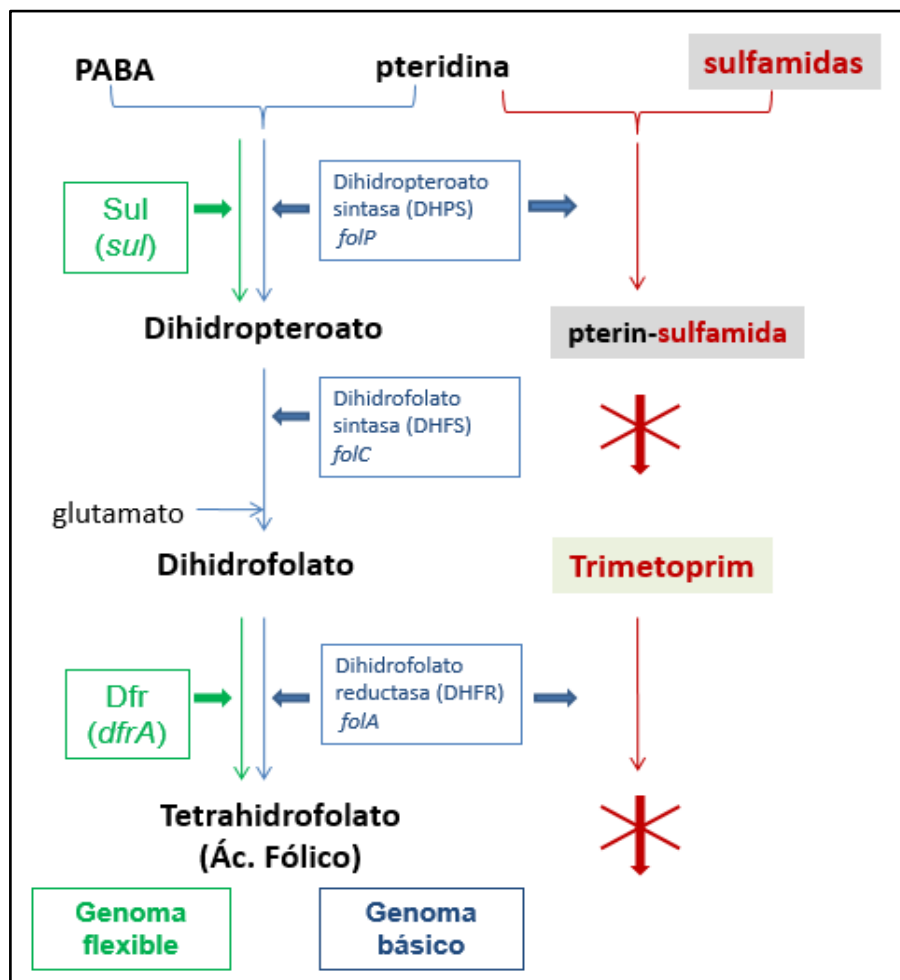 PABA
pteridina
sulfamidas
Sul
(sul)
Dihidropteroato
sintasa (DHPS)
folP
Dihidropteroato
pterin-sulfamida
Dihidrofolato
sintasa (DHFS)
folC
glutamato
Dihidrofolato
Trimetoprim
Dfr
(dfrA)
Dihidrofolato
reductasa (DHFR)
folA
Tetrahidrofolato
(Ác. Fólico)
Genoma
flexible
Genoma
básico